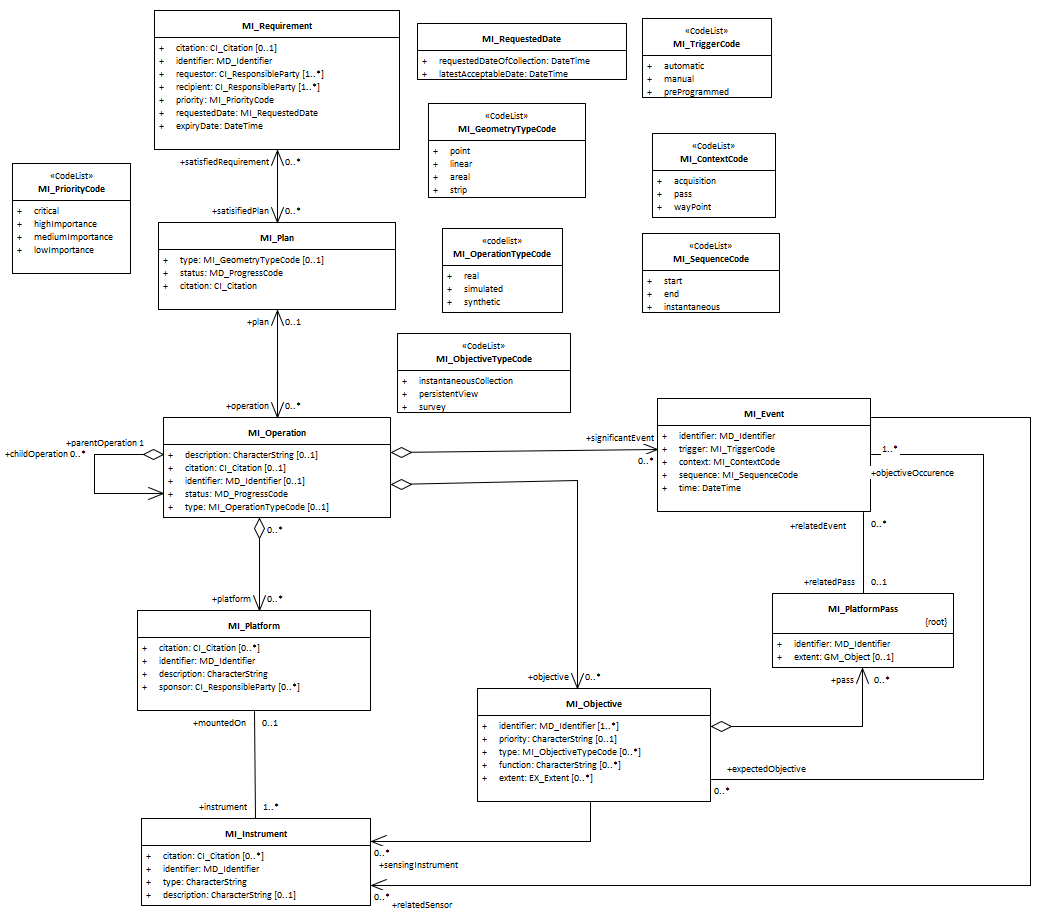 MI_Requirement
+ citation: CI_Citation [0..1]
+ identifier: MD_Identifier
+ requestor: CI_ResponsibleParty [1..*]
+ recipient: CI_ResponsibleParty [1..*]
+ priority: MI_PriorityCode
+ requestedDate: MI_RequestedDate
+ expiryDate: DateTime
MI_RequestedDate
+ requestedDateOfCollection: DateTime
+ latestAcceptableDate: DateTime
«CodeList»
MI_TriggerCode
+ automatic
+ manual
+ preProgrammed
«CodeList»
MI_GeometryTypeCode
+ point
+ linear
+ areal
+ strip
«CodeList»
MI_ContextCode
+ acquisition
+ pass
+ wayPoint
+satisfiedRequirement 0..*
«CodeList»
MI_PriorityCode
+ critical
+ highImportance
+ mediumImportance
+ lowImportance
+satisifiedPlan 0..*
MI_Plan
+ type: MI_GeometryTypeCode [0..1]
+ status: MD_ProgressCode
+ citation: CI_Citation
«codelist»
MI_OperationTypeCode
+ real
+ simulated
+ synthetic
«CodeList»
MI_SequenceCode
+ start
+ end
+ instantaneous
+plan 0..1
«CodeList»
MI_ObjectiveTypeCode
+ instantaneousCollection
+ persistentView
+ survey
+operation 0..*
MI_Operation
+ description: CharacterString [0..1]
+ citation: CI_Citation [0..1]
+ identifier: MD_Identifier [0..1]
+ status: MD_ProgressCode
+ type: MI_OperationTypeCode [0..1]
+parentOperation 1
+childOperation 0..*
+significantEvent
0..*
MI_Event
+ identifier: MD_Identifier
+ trigger: MI_TriggerCode
+ context: MI_ContextCode
+ sequence: MI_SequenceCode
+ time: DateTime
1..*
+objectiveOccurence
0..*
+relatedEvent 0..*
+relatedPass 0..1
+platform 0..*
MI_Platform
+ citation: CI_Citation [0..*]
+ identifier: MD_Identifier
+ description: CharacterString
+ sponsor: CI_ResponsibleParty [0..*]
MI_PlatformPass
{root}
+ identifier: MD_Identifier
+ extent: GM_Object [0..1]
+pass 0..*
+objective 0..*
MI_Objective
+ identifier: MD_Identifier [1..*]
+ priority: CharacterString [0..1]
+ type: MI_ObjectiveTypeCode [0..*]
+ function: CharacterString [0..*]
+ extent: EX_Extent [0..*]
+mountedOn 0..1
+expectedObjective
0..*
+instrument 1..*
MI_Instrument
+ citation: CI_Citation [0..*]
+ identifier: MD_Identifier
+ type: CharacterString
+ description: CharacterString [0..1]
0..*
+sensingInstrument
0..*
+relatedSensor